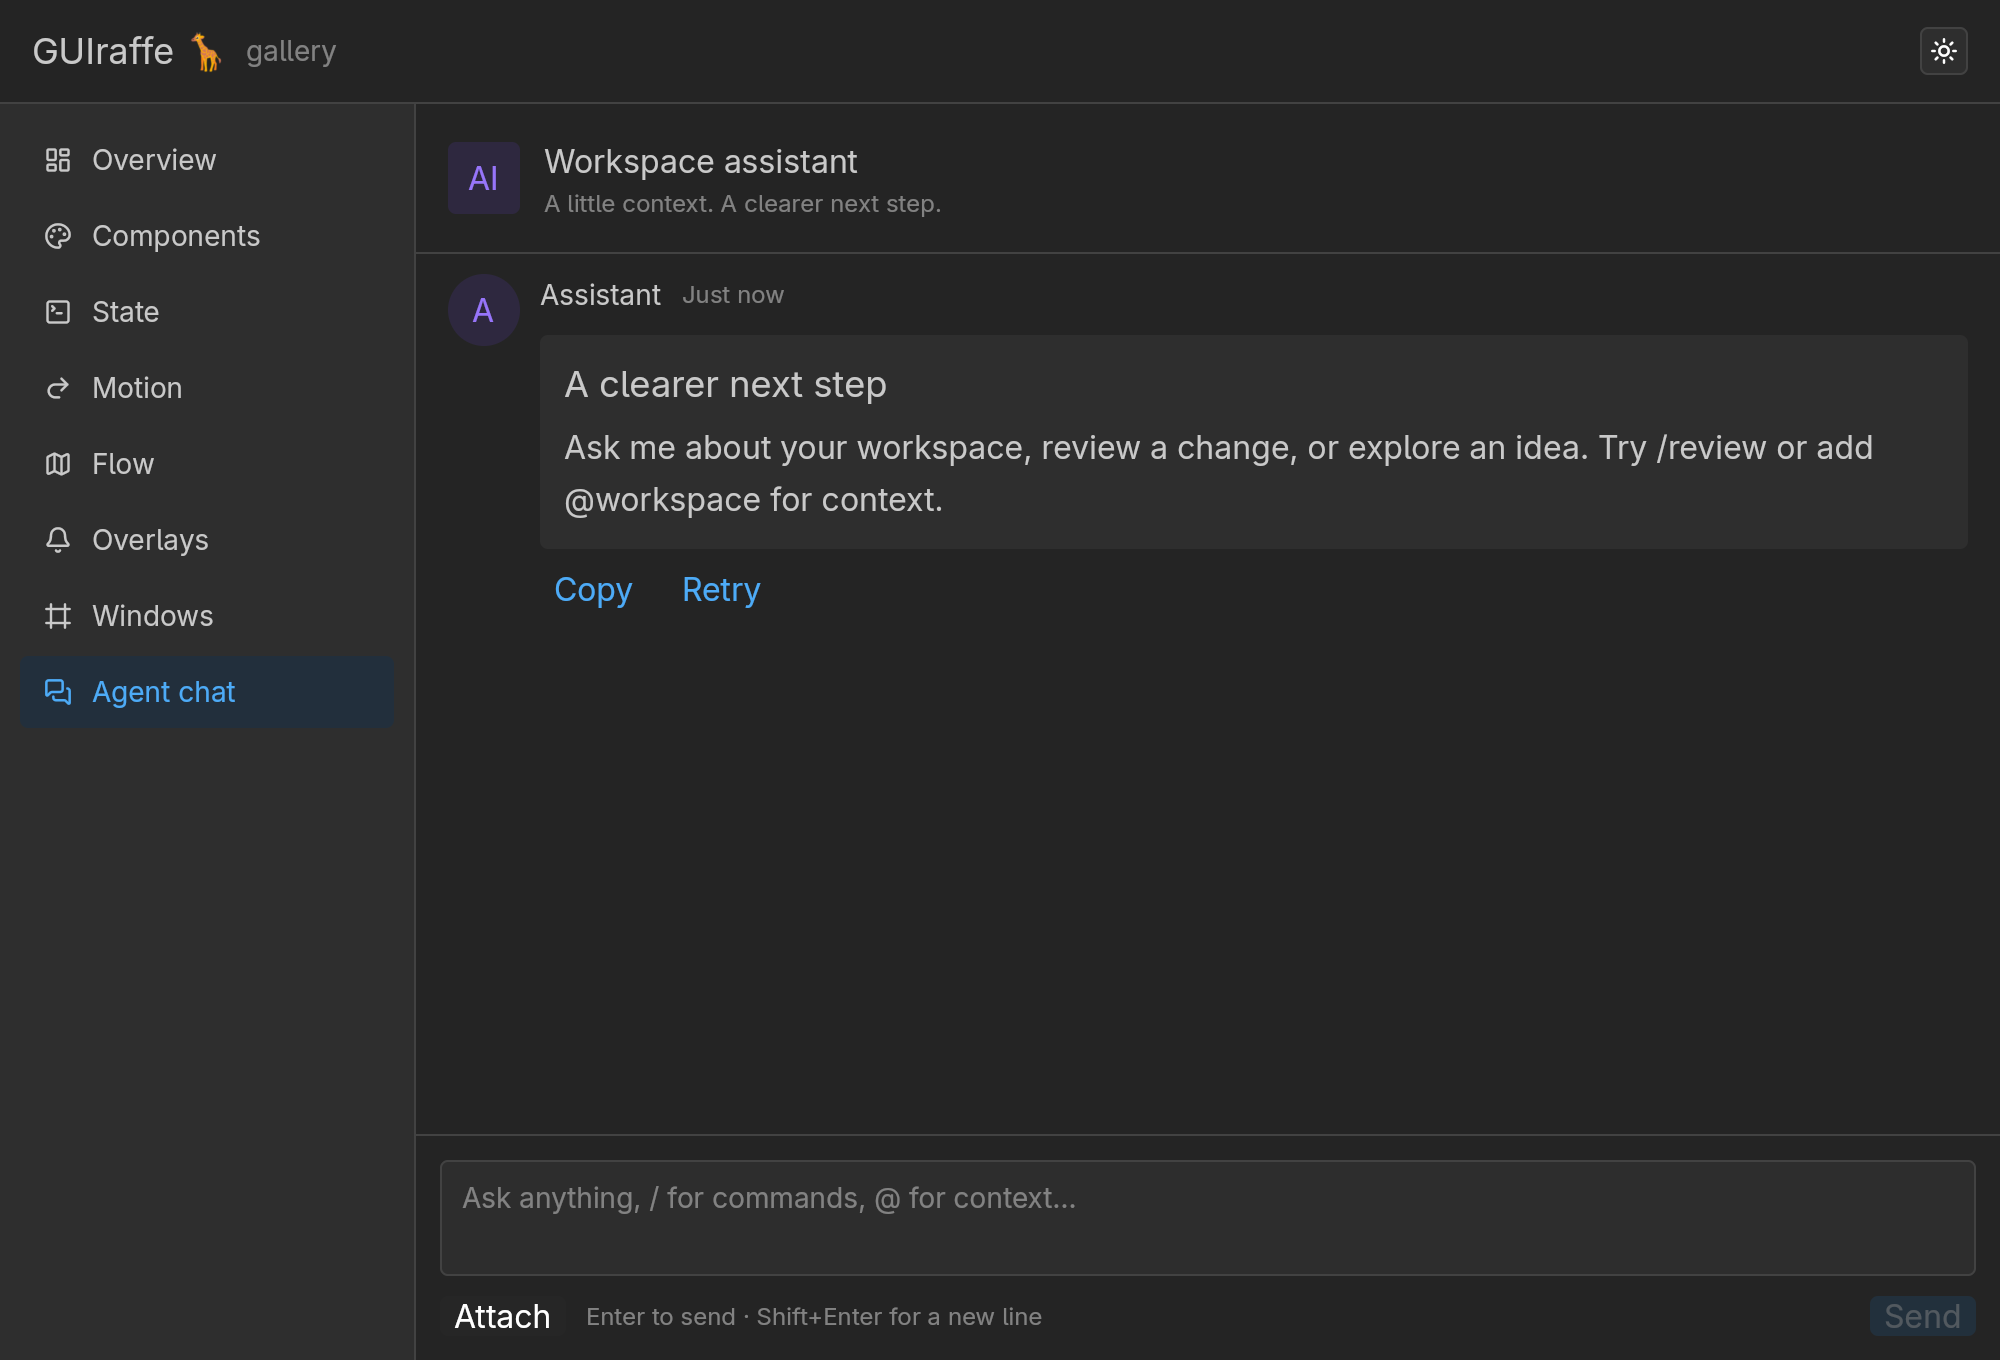 GUIraffe 🦒 gallery
Overview
Components
State
Motion
Flow
Overlays
Windows
Agent chat
AI
Workspace assistant
A little context. A clearer next step.
A
Assistant Just now
A clearer next step
Ask me about your workspace, review a change, or explore an idea. Try /review or add
@workspace for context.
Copy Retry
Ask anything, / for commands, @ for context...
Attach Enter to send · Shift+Enter for a new line Send